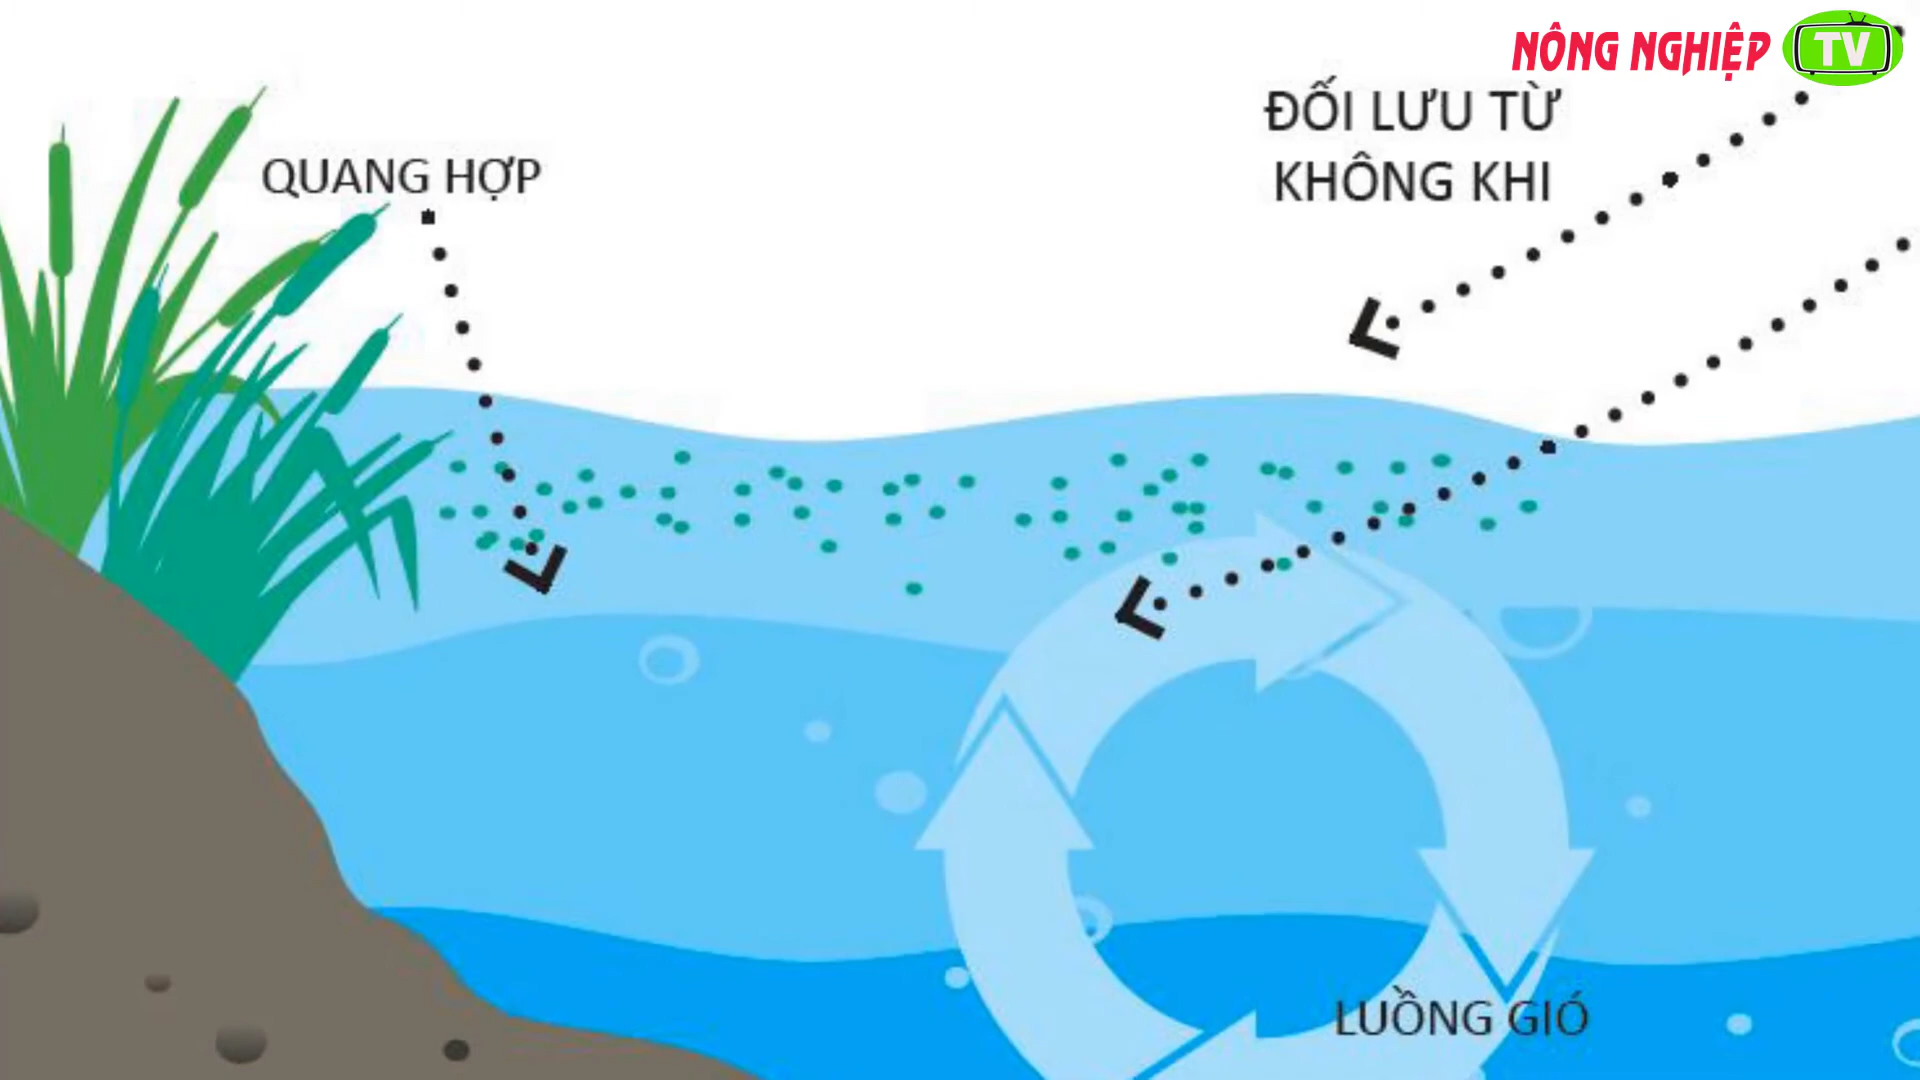 NÔNG NGHIỆP TV
ĐỐI LƯU TỪ
KHÔNG KHI
QUANG HỢP
LUỒNG GIÓ